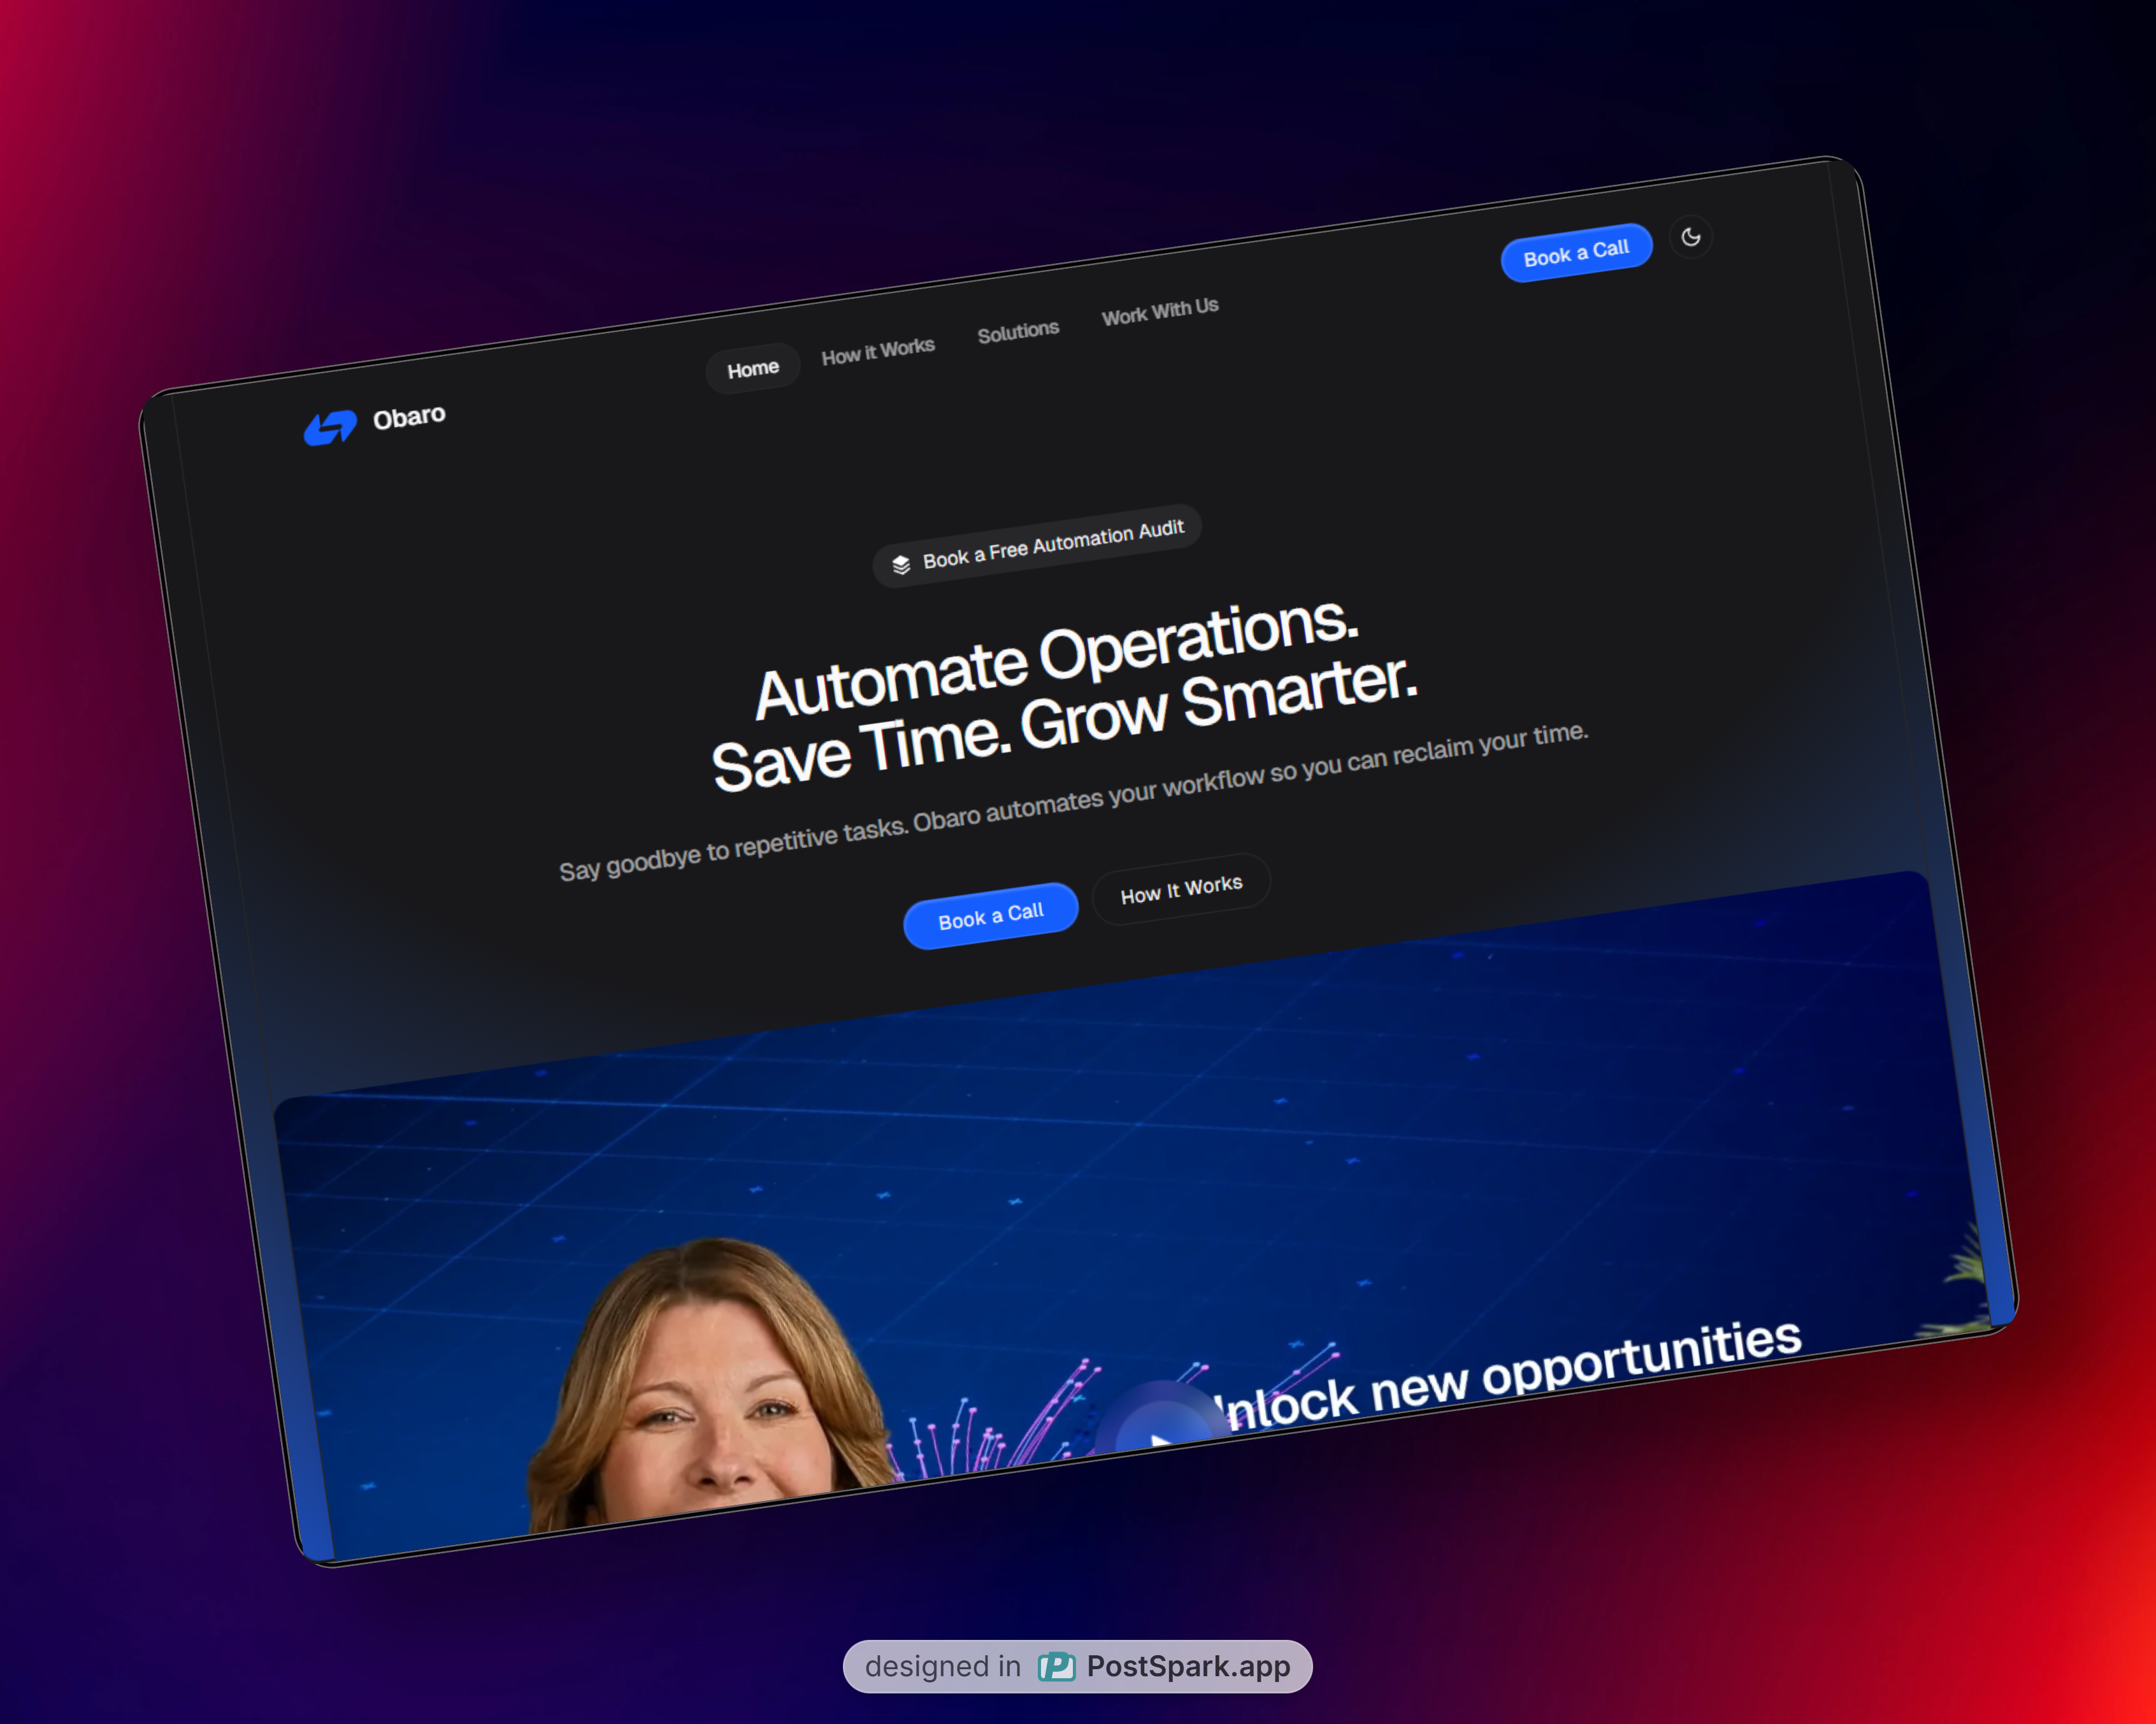 Obaro
Home
How it Works
Solutions
Work With Us
Book a Call
Book a Free Automation Audit
Automate Operations.
Save Time. Grow Smarter.
Say goodbye to repetitive tasks. Obaro automates your workflow so you can reclaim your time.
Book a Call
How It Works
new opportunities
designed in PostSpark.app